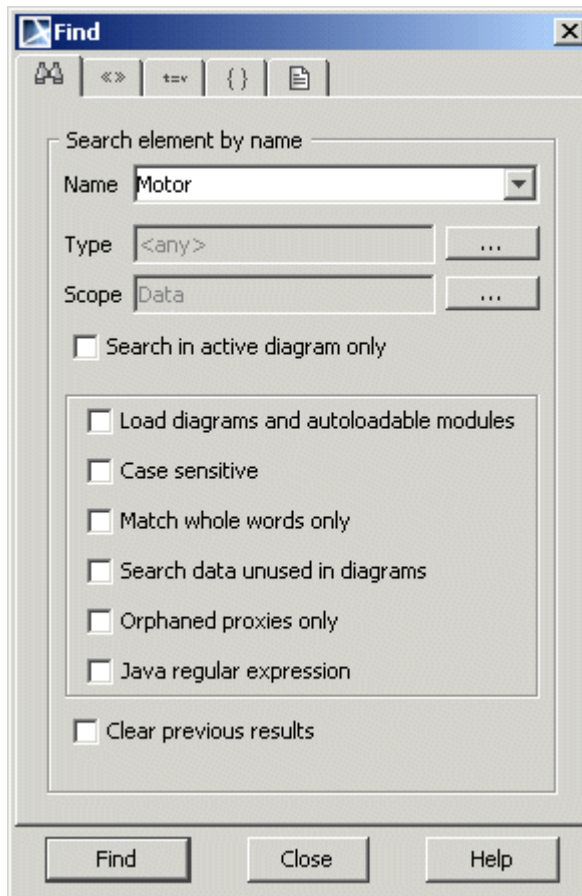 Find
«» t=v { }
Search element by name
Name Motor
Type <any> ...
Scope Data ...
Search in active diagram only
Load diagrams and autoloadable modules
Case sensitive
Match whole words only
Search data unused in diagrams
Orphaned proxies only
Java regular expression
Clear previous results
Find Close Help